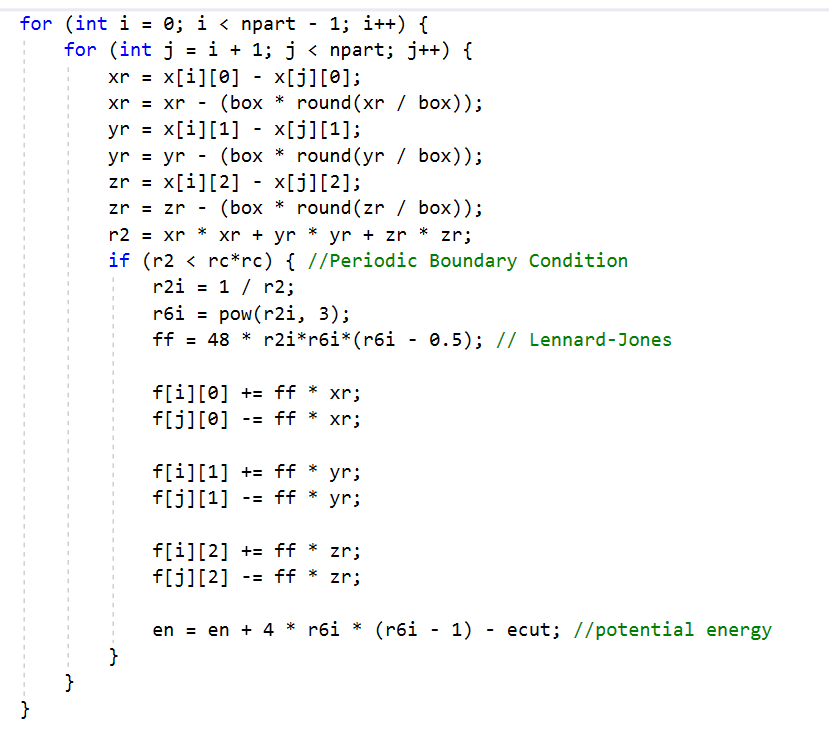 for (int i = 0; i < npart - 1; i++) {
    for (int j = i + 1; j < npart; j++) {
        xr = x[i][0] - x[j][0];
        xr = xr - (box * round(xr / box));
        yr = x[i][1] - x[j][1];
        yr = yr - (box * round(yr / box));
        zr = x[i][2] - x[j][2];
        zr = zr - (box * round(zr / box));
        r2 = xr * xr + yr * yr + zr * zr;
        if (r2 < rc*rc) { //Periodic Boundary Condition
            r2i = 1 / r2;
            r6i = pow(r2i, 3);
            ff = 48 * r2i*r6i*(r6i - 0.5); // Lennard-Jones

            f[i][0] += ff * xr;
            f[j][0] -= ff * xr;

            f[i][1] += ff * yr;
            f[j][1] -= ff * yr;

            f[i][2] += ff * zr;
            f[j][2] -= ff * zr;

            en = en + 4 * r6i * (r6i - 1) - ecut; //potential energy
        }
    }
}